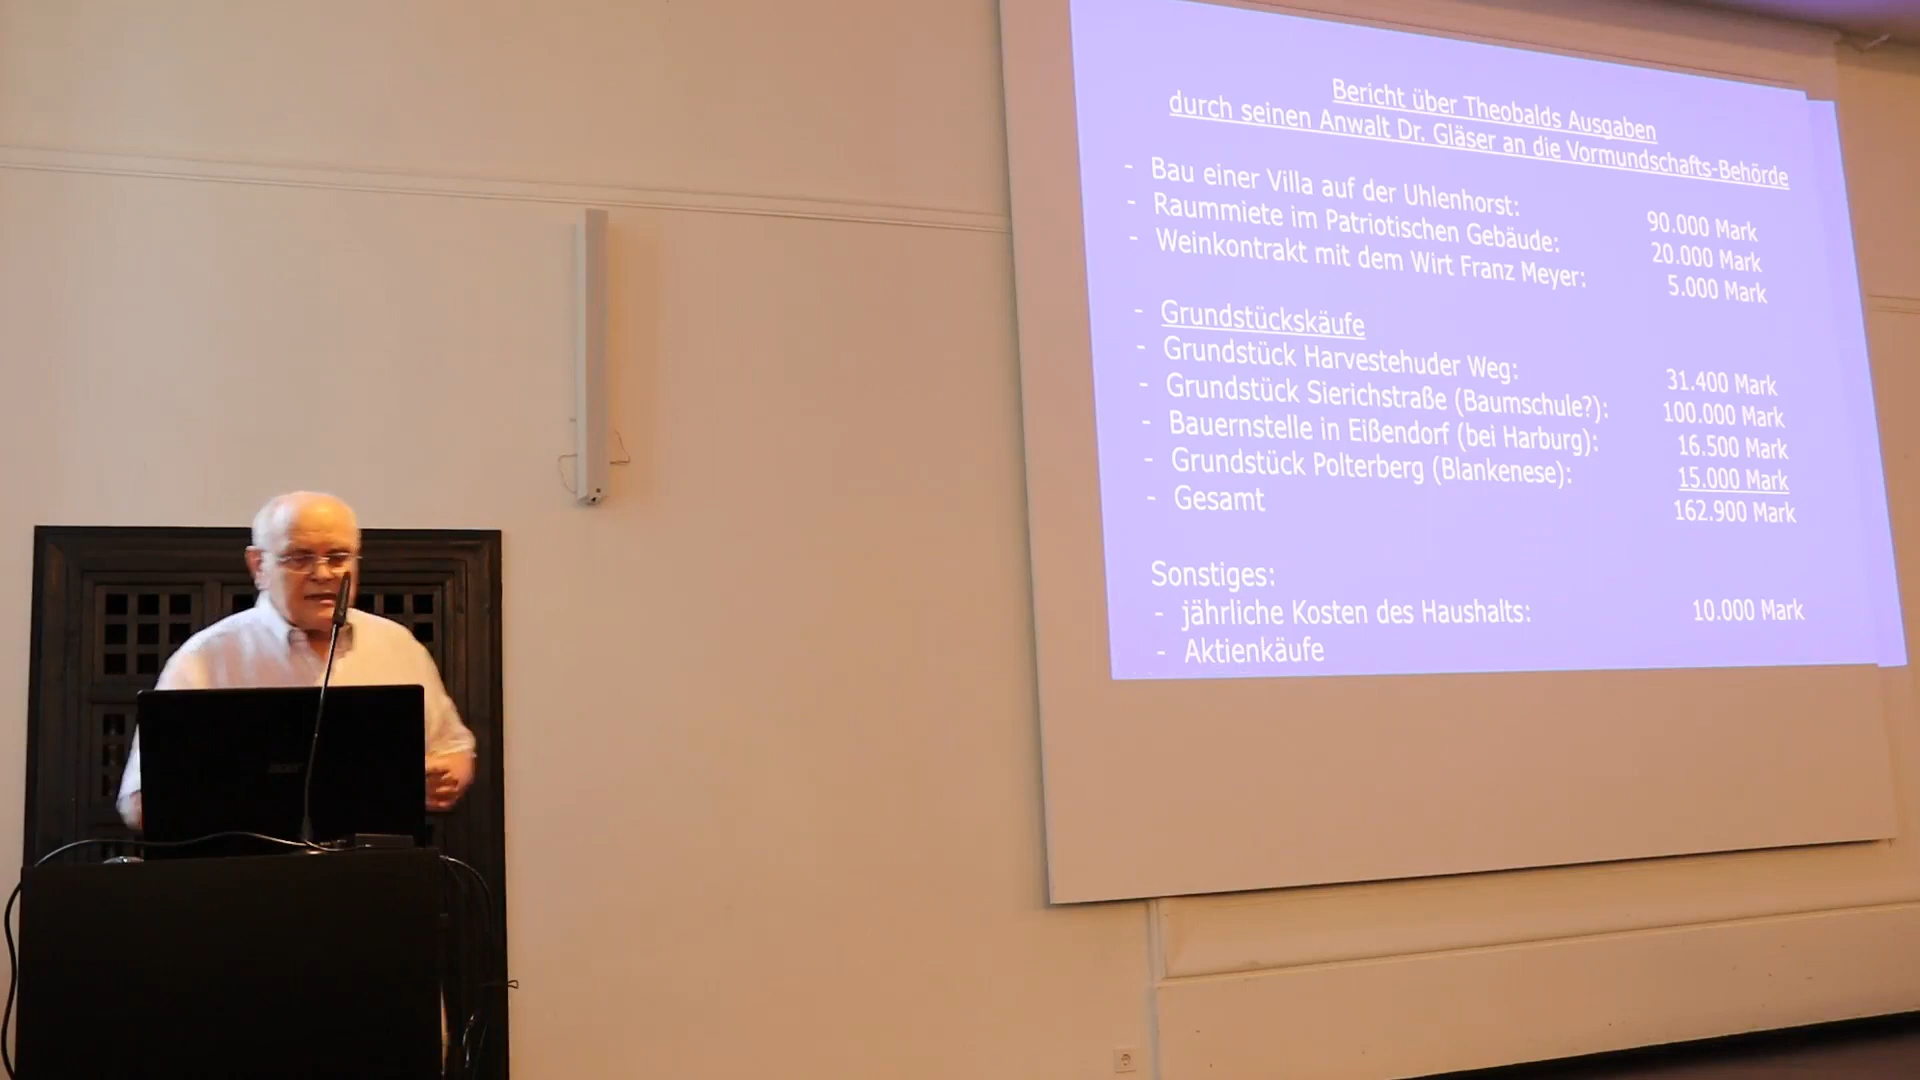 Bericht über Theobalds Ausgaben
durch seinen Anwalt Dr. Gläser an die Vormundschafts-Behörde
- Bau einer Villa auf der Uhlenhorst: 90.000 Mark
- Raummiete im Patriotischen Gebäude: 20.000 Mark
- Weinkontrakt mit dem Wirt Franz Meyer: 5.000 Mark
- Grundstückskäufe
- Grundstück Harvestehuder Weg: 31.400 Mark
- Grundstück Sierichstraße (Baumschule?): 100.000 Mark
- Bauernstelle in Eißendorf (bei Harburg): 16.500 Mark
- Grundstück Polterberg (Blankenese): 15.000 Mark
- Gesamt 162.900 Mark
Sonstiges:
- jährliche Kosten des Haushalts: 10.000 Mark
- Aktienkäufe
acer